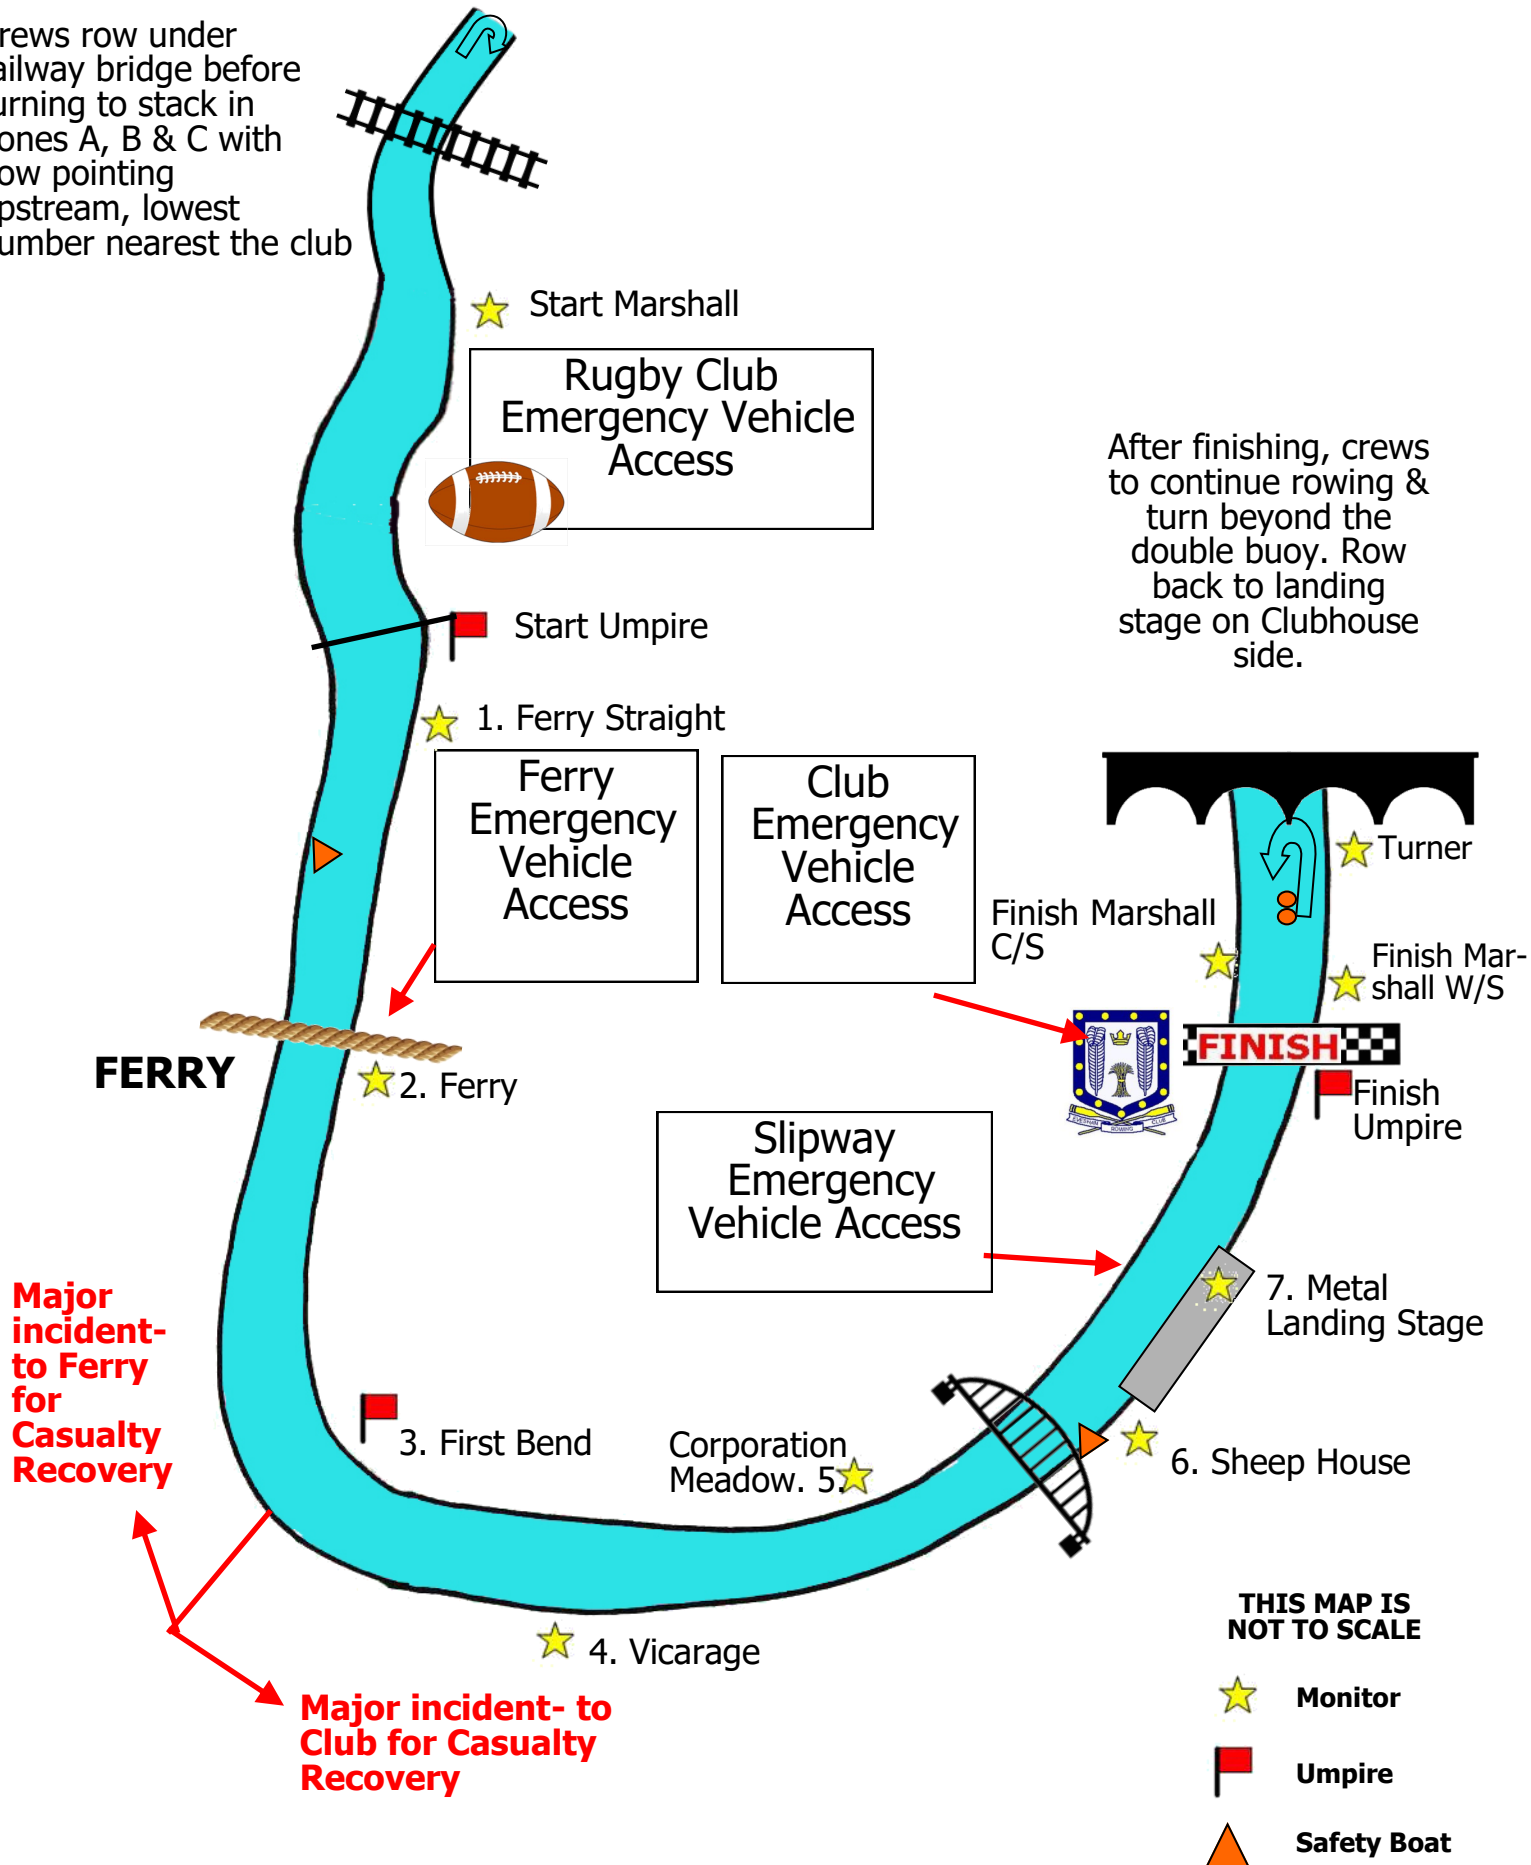 rews row under
ailway bridge before
urning to stack in
ones A, B & C with
ow pointing
pstream, lowest
umber nearest the club
Start Marshall
Rugby Club
Emergency Vehicle
Access
After finishing, crews
to continue rowing &
turn beyond the
double buoy. Row
back to landing
stage on Clubhouse
side.
Start Umpire
1. Ferry Straight
Ferry
Emergency
Vehicle
Access
Club
Emergency
Vehicle
Access
Turner
Finish Marshall
C/S
Finish Mar-
shall W/S
FINISH
FERRY
2. Ferry
Finish
Umpire
EVESHAM
ROWING
CLUB
Slipway
Emergency
Vehicle Access
7. Metal
Landing Stage
Major
incident-
to Ferry
for
Casualty
Recovery
3. First Bend
Corporation
Meadow. 5.
6. Sheep House
4. Vicarage
Major incident- to
Club for Casualty
Recovery
THIS MAP IS
NOT TO SCALE
Monitor
Umpire
Safety Boat